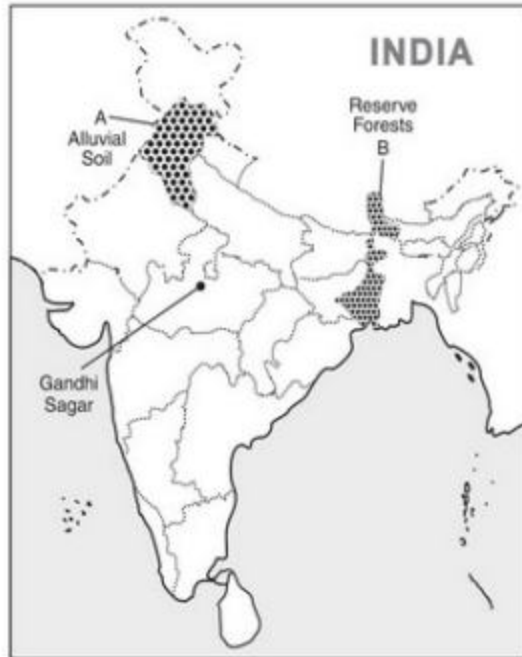 INDIA
A
Alluvial
Soil
Reserve
Forests
B
Gandhi
Sagar